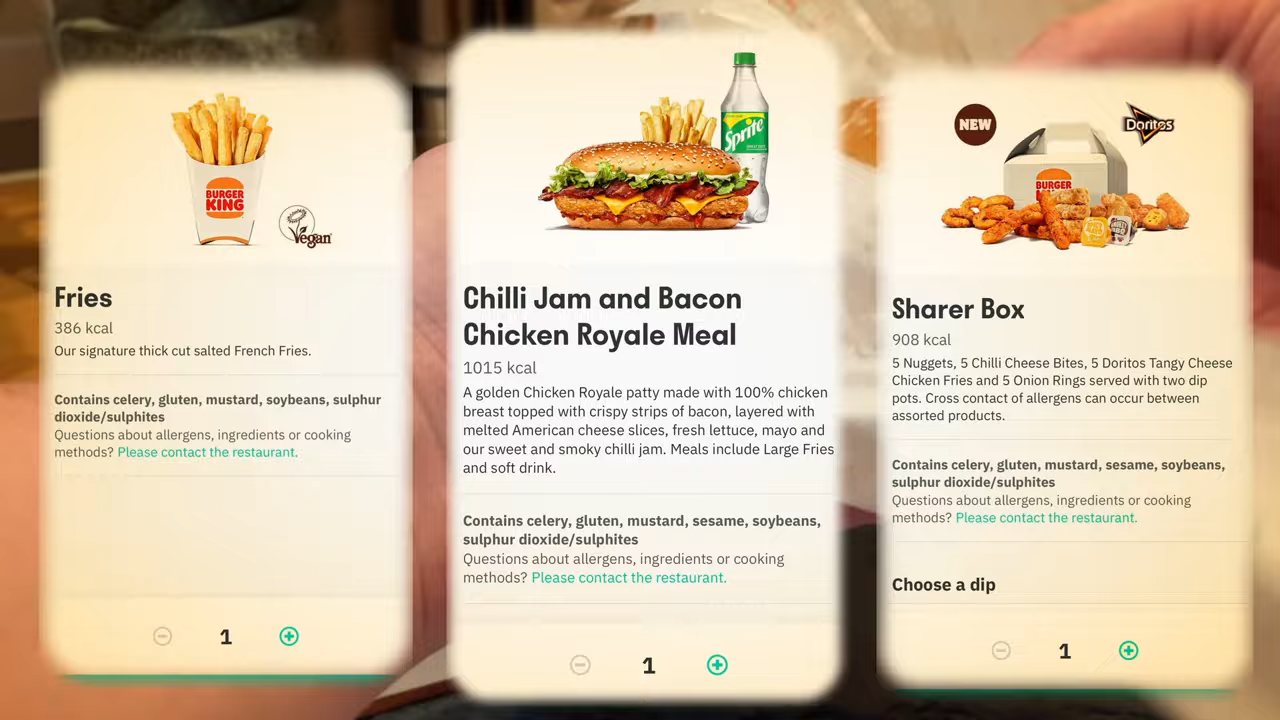 BURGER
KING
Vegan
Fries
386 kcal
Our signature thick cut salted French Fries.
Contains celery, gluten, mustard, soybeans, sulphur
dioxide/sulphites
Questions about allergens, ingredients or cooking
methods? Please contact the restaurant.
1
Sprite
Chilli Jam and Bacon
Chicken Royale Meal
1015 kcal
A golden Chicken Royale patty made with 100% chicken
breast topped with crispy strips of bacon, layered with
melted American cheese slices, fresh lettuce, mayo and
our sweet and smoky chilli jam. Meals include Large Fries
and soft drink.
Contains celery, gluten, mustard, sesame, soybeans,
sulphur dioxide/sulphites
Questions about allergens, ingredients or cooking
methods? Please contact the restaurant.
1
NEW
Doritos
BURGER
Sharer Box
908 kcal
5 Nuggets, 5 Chilli Cheese Bites, 5 Doritos Tangy Cheese
Chicken Fries and 5 Onion Rings served with two dip
pots. Cross contact of allergens can occur between
assorted products.
Contains celery, gluten, mustard, sesame, soybeans,
sulphur dioxide/sulphites
Questions about allergens, ingredients or cooking
methods? Please contact the restaurant.
Choose a dip
1